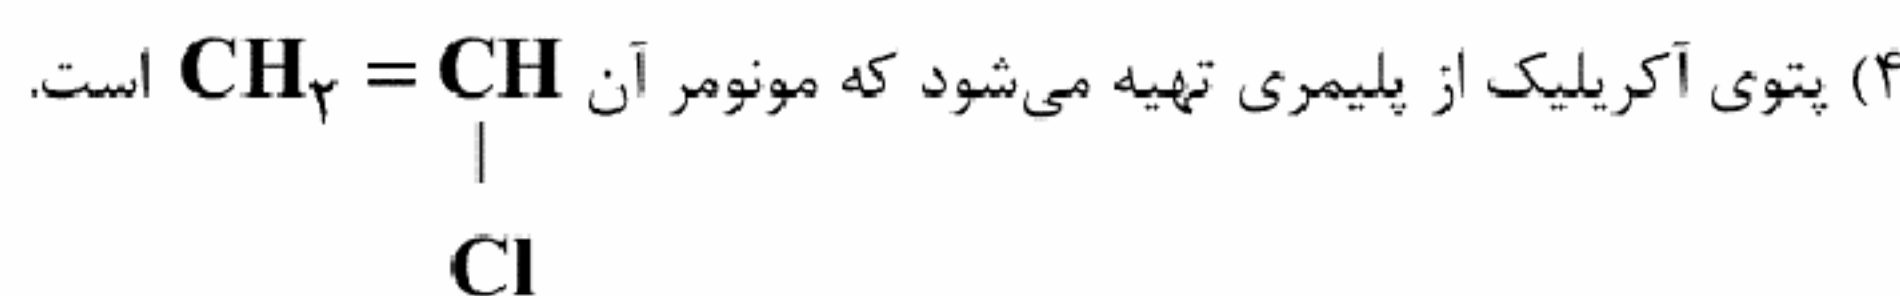 ۴) پتوی آکریلیک از پلیمری تهیه می‌شود که مونومر آن CH۲ = CH است.
|
Cl